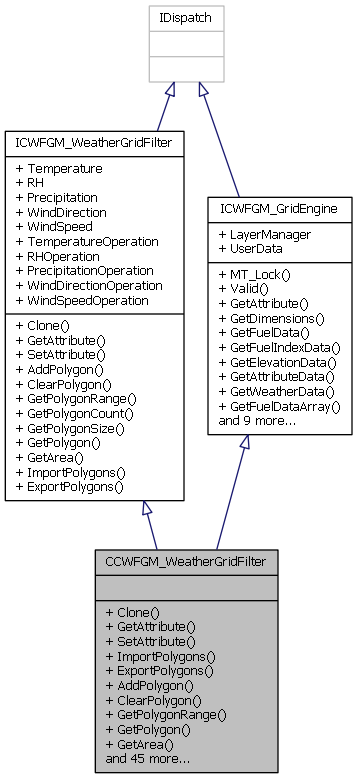 IDispatch
ICWFGM_WeatherGridFilter
+ Temperature
+ RH
+ Precipitation
+ WindDirection
+ WindSpeed
+ TemperatureOperation
+ RHOperation
+ PrecipitationOperation
+ WindDirectionOperation
+ WindSpeedOperation
+ Clone()
+ GetAttribute()
+ SetAttribute()
+ AddPolygon()
+ ClearPolygon()
+ GetPolygonRange()
+ GetPolygonCount()
+ GetPolygonSize()
+ GetPolygon()
+ GetArea()
+ ImportPolygons()
+ ExportPolygons()
ICWFGM_GridEngine
+ LayerManager
+ UserData
+ MT_Lock()
+ Valid()
+ GetAttribute()
+ GetDimensions()
+ GetFuelData()
+ GetFuelIndexData()
+ GetElevationData()
+ GetAttributeData()
+ GetWeatherData()
+ GetFuelDataArray()
and 9 more...
CCWFGM_WeatherGridFilter
+ Clone()
+ GetAttribute()
+ SetAttribute()
+ ImportPolygons()
+ ExportPolygons()
+ AddPolygon()
+ ClearPolygon()
+ GetPolygonRange()
+ GetPolygon()
+ GetArea()
and 45 more...